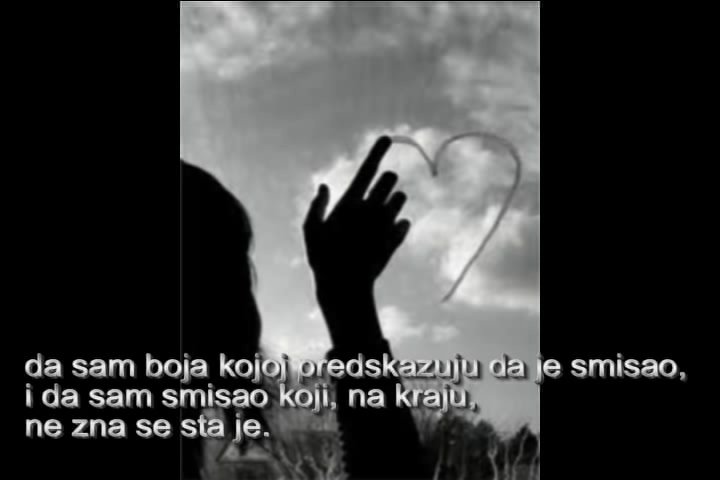 da sam boja kojoj predskazuju da je smisao,
i da sam smisao koji, na kraju,
ne zna se sta je.